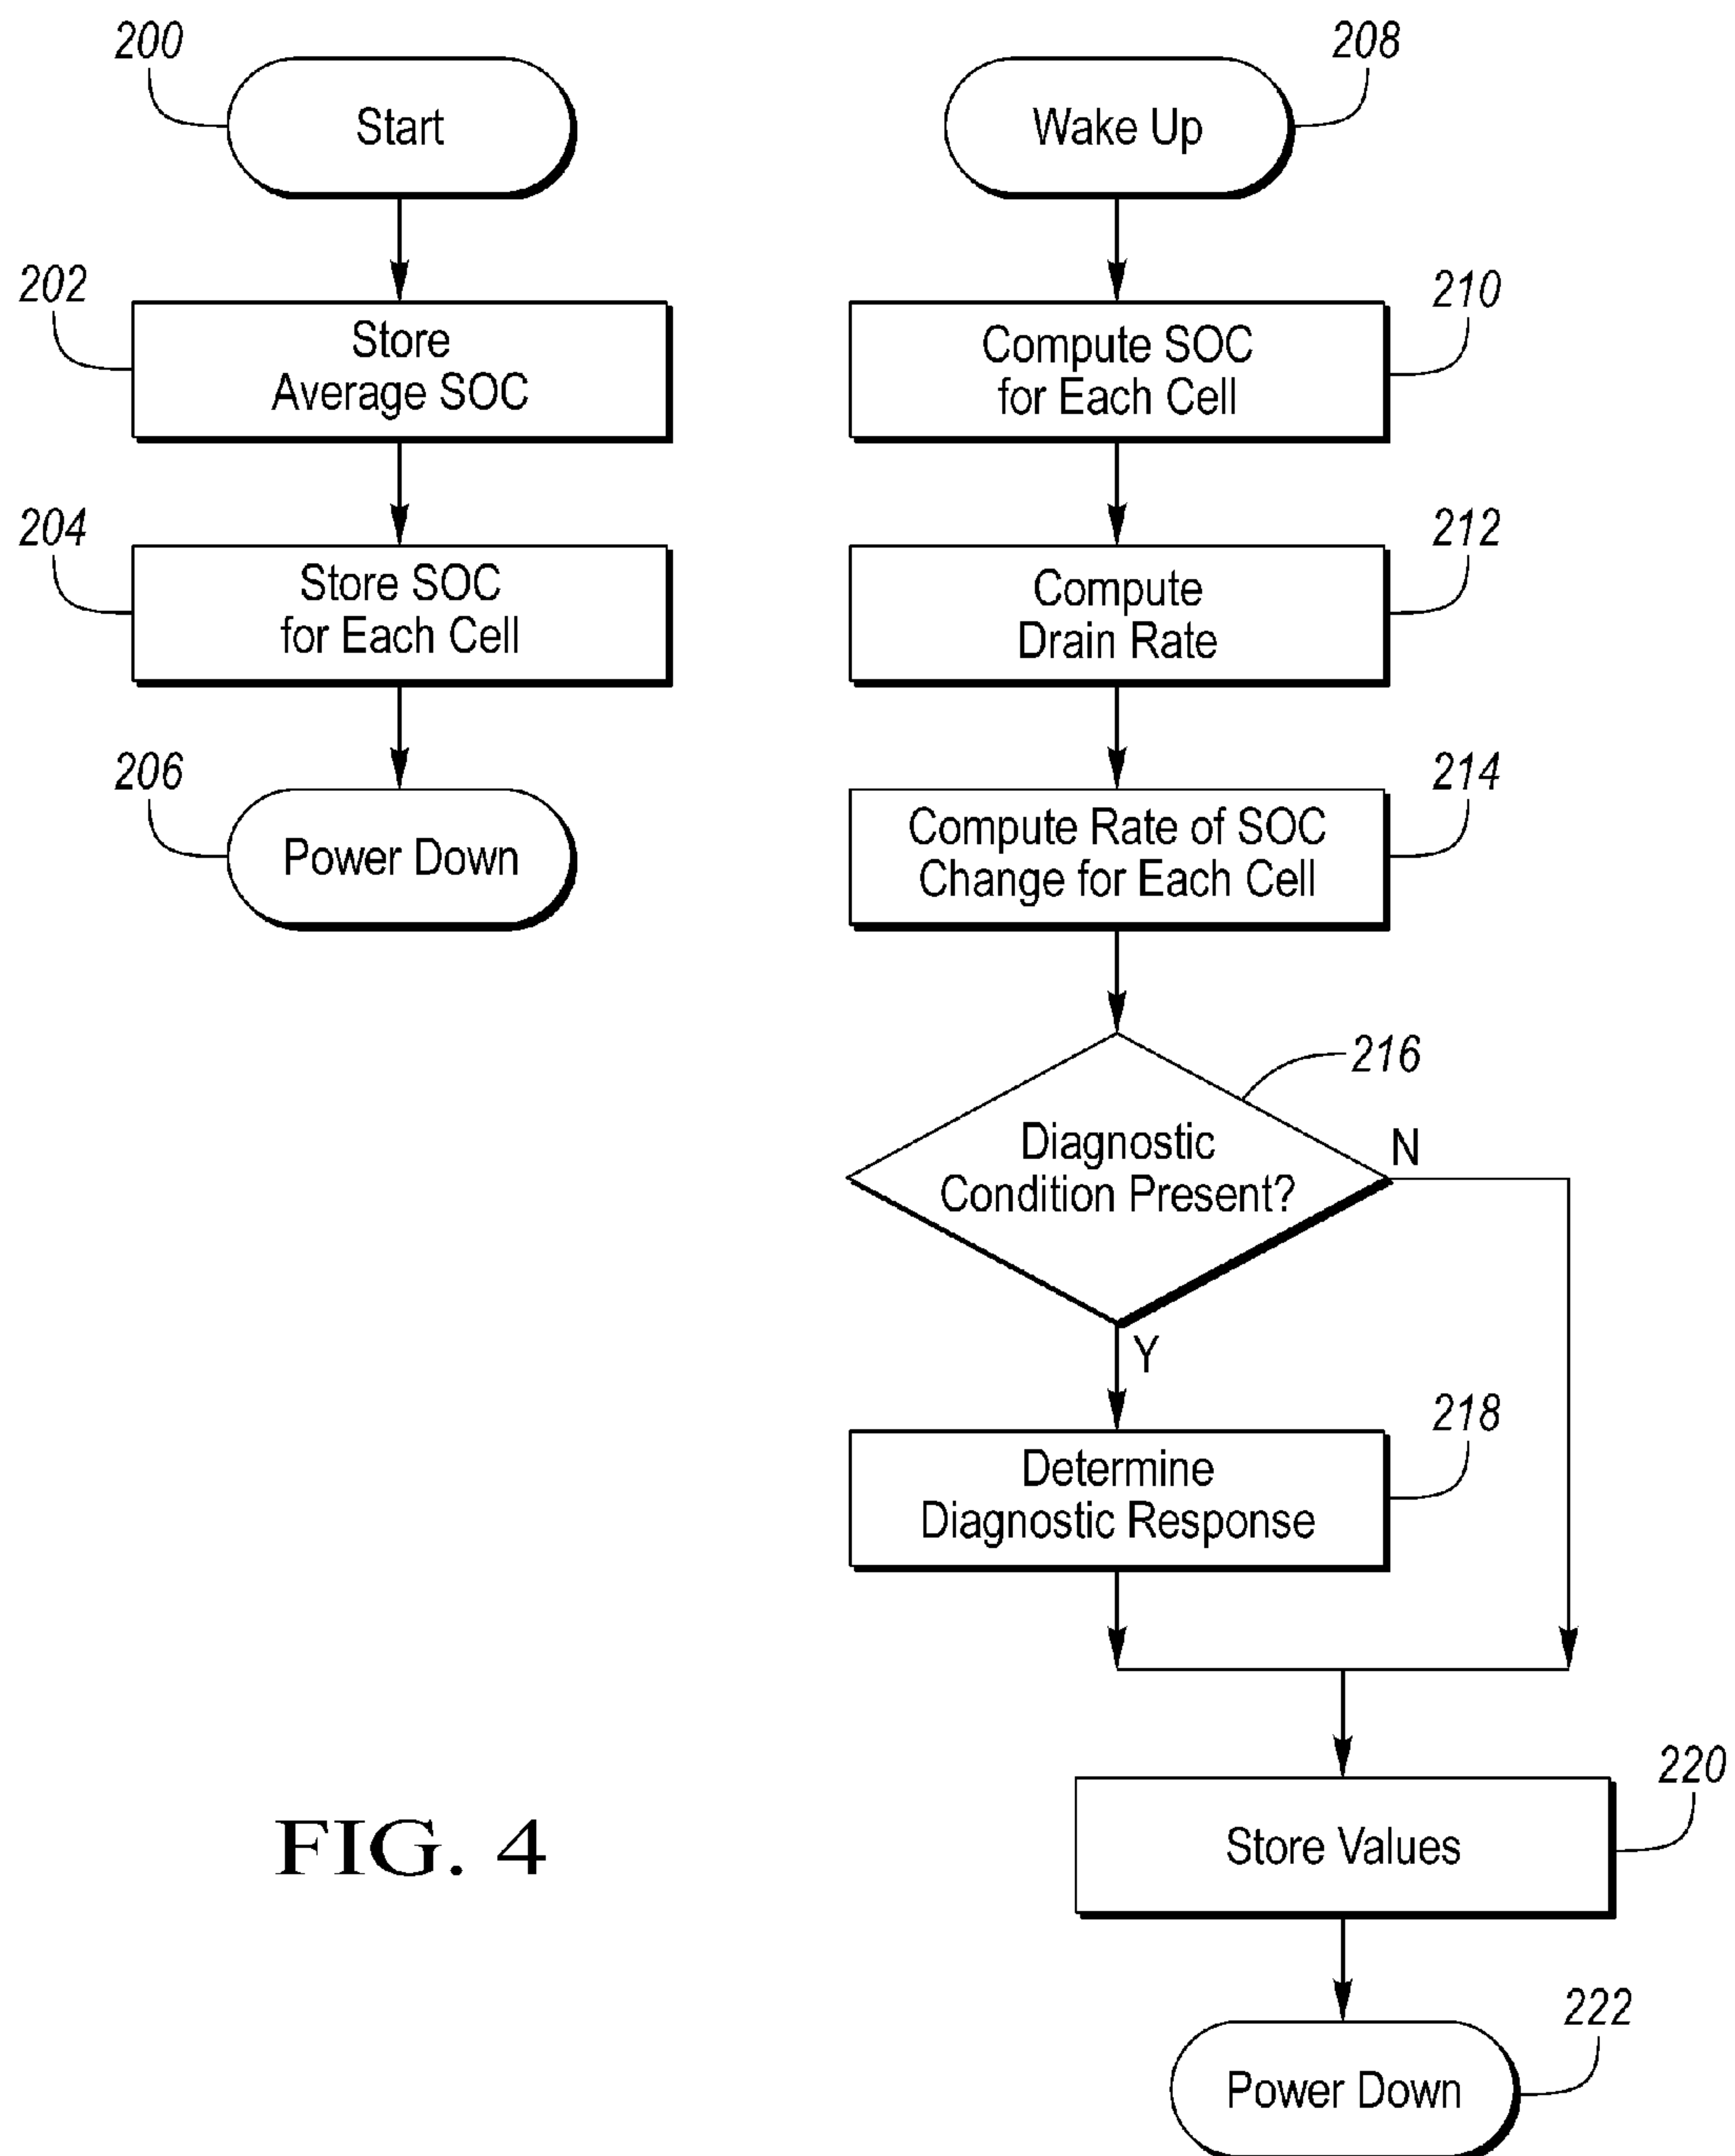 200
Start
202
Store
Average SOC
204
Store SOC
for Each Cell
206
Power Down
208
Wake Up
210
Compute SOC
for Each Cell
212
Compute
Drain Rate
214
Compute Rate of SOC
Change for Each Cell
216
Diagnostic
Condition Present?
N
Y
218
Determine
Diagnostic Response
220
Store Values
222
Power Down
FIG. 4